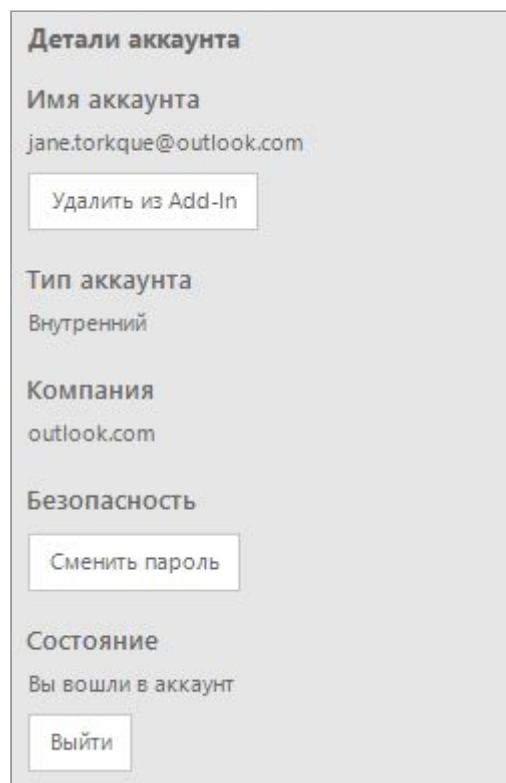 Детали аккаунта
Имя аккаунта
jane.torkque@outlook.com
Удалить из Add-In
Тип аккаунта
Внутренний
Компания
outlook.com
Безопасность
Сменить пароль
Состояние
Вы вошли в аккаунт
Выйти